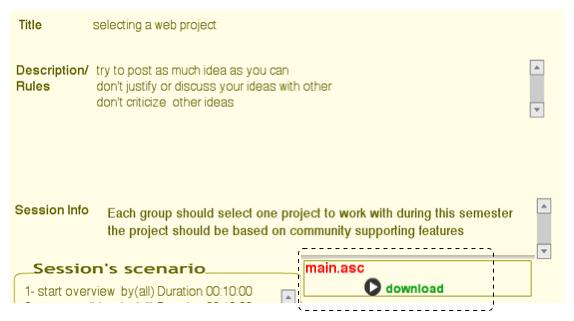 Title selecting a web project
Description/ try to post as much idea as you can
Rules don't justify or discuss your ideas with other
don't criticize other ideas
Session Info Each group should select one project to work with during this semester
the project should be based on community supporting features
Session's scenario
1- start overview by(all) Duration 00:10:00
main.asc
download